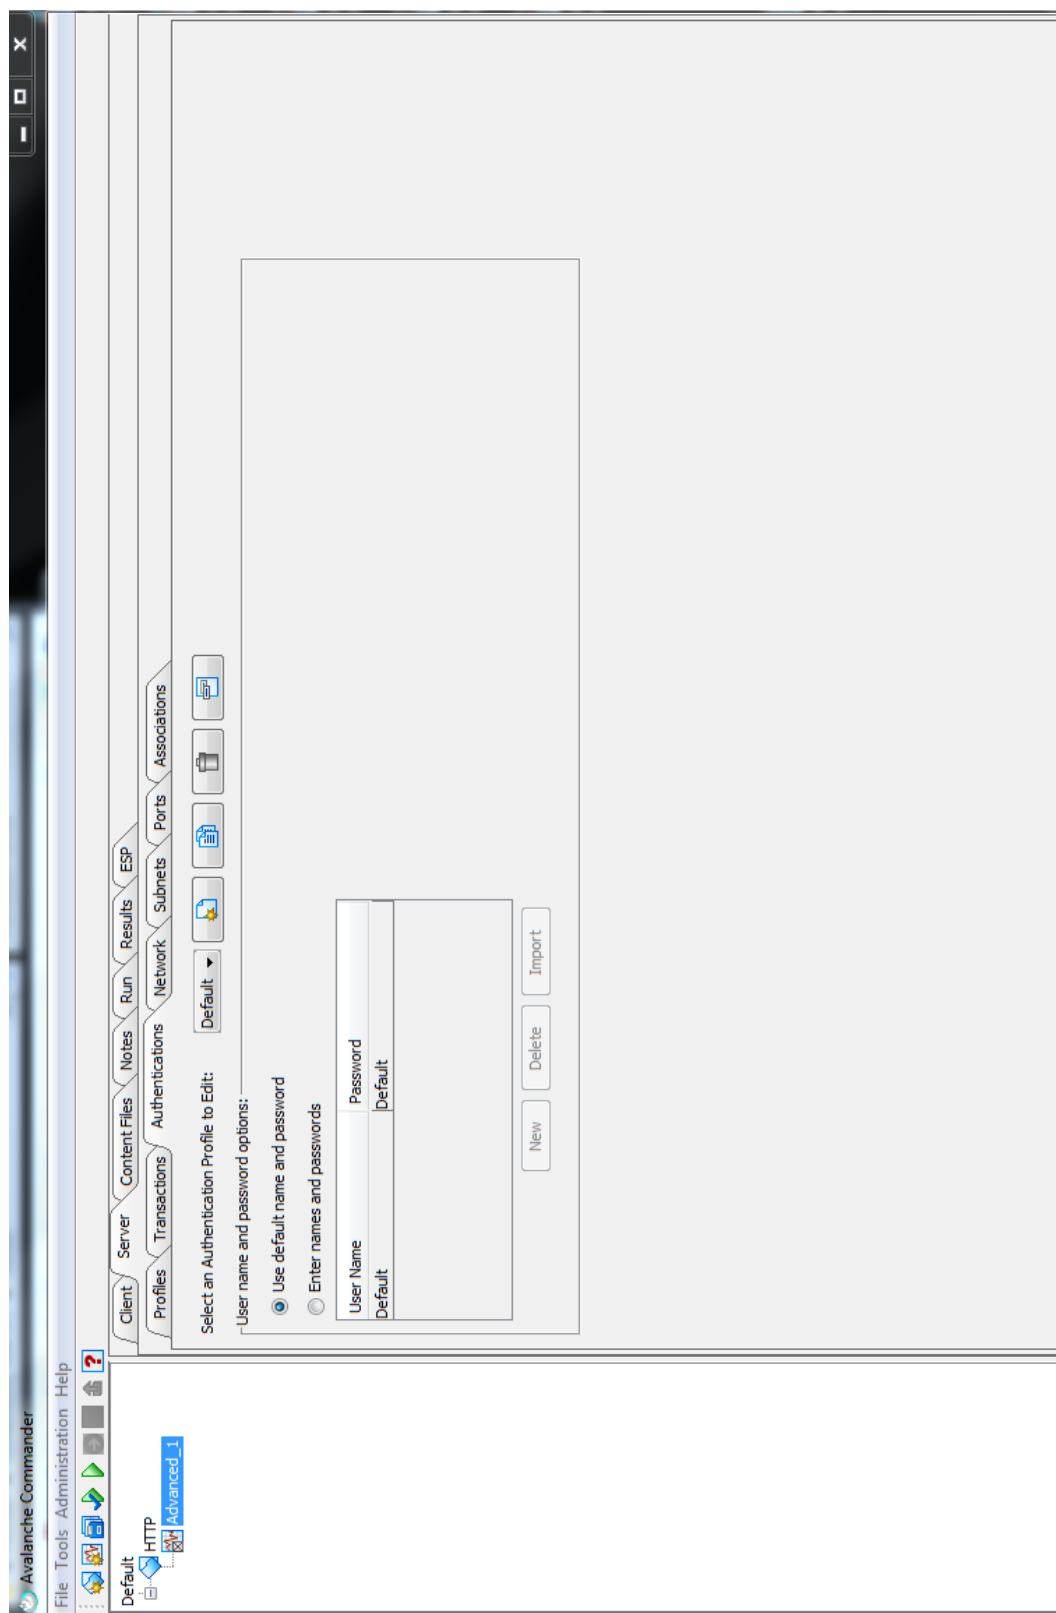 Avalanche Commander
File Tools Administration Help
Default
HTTP
Advanced_1
Client Server Content Files Notes Run Results ESP
Profiles Transactions Authentications Network Subnets Ports Associations
Select an Authentication Profile to Edit: Default
User name and password options:
Use default name and password
Enter names and passwords
User Name Password
Default Default
New Delete Import